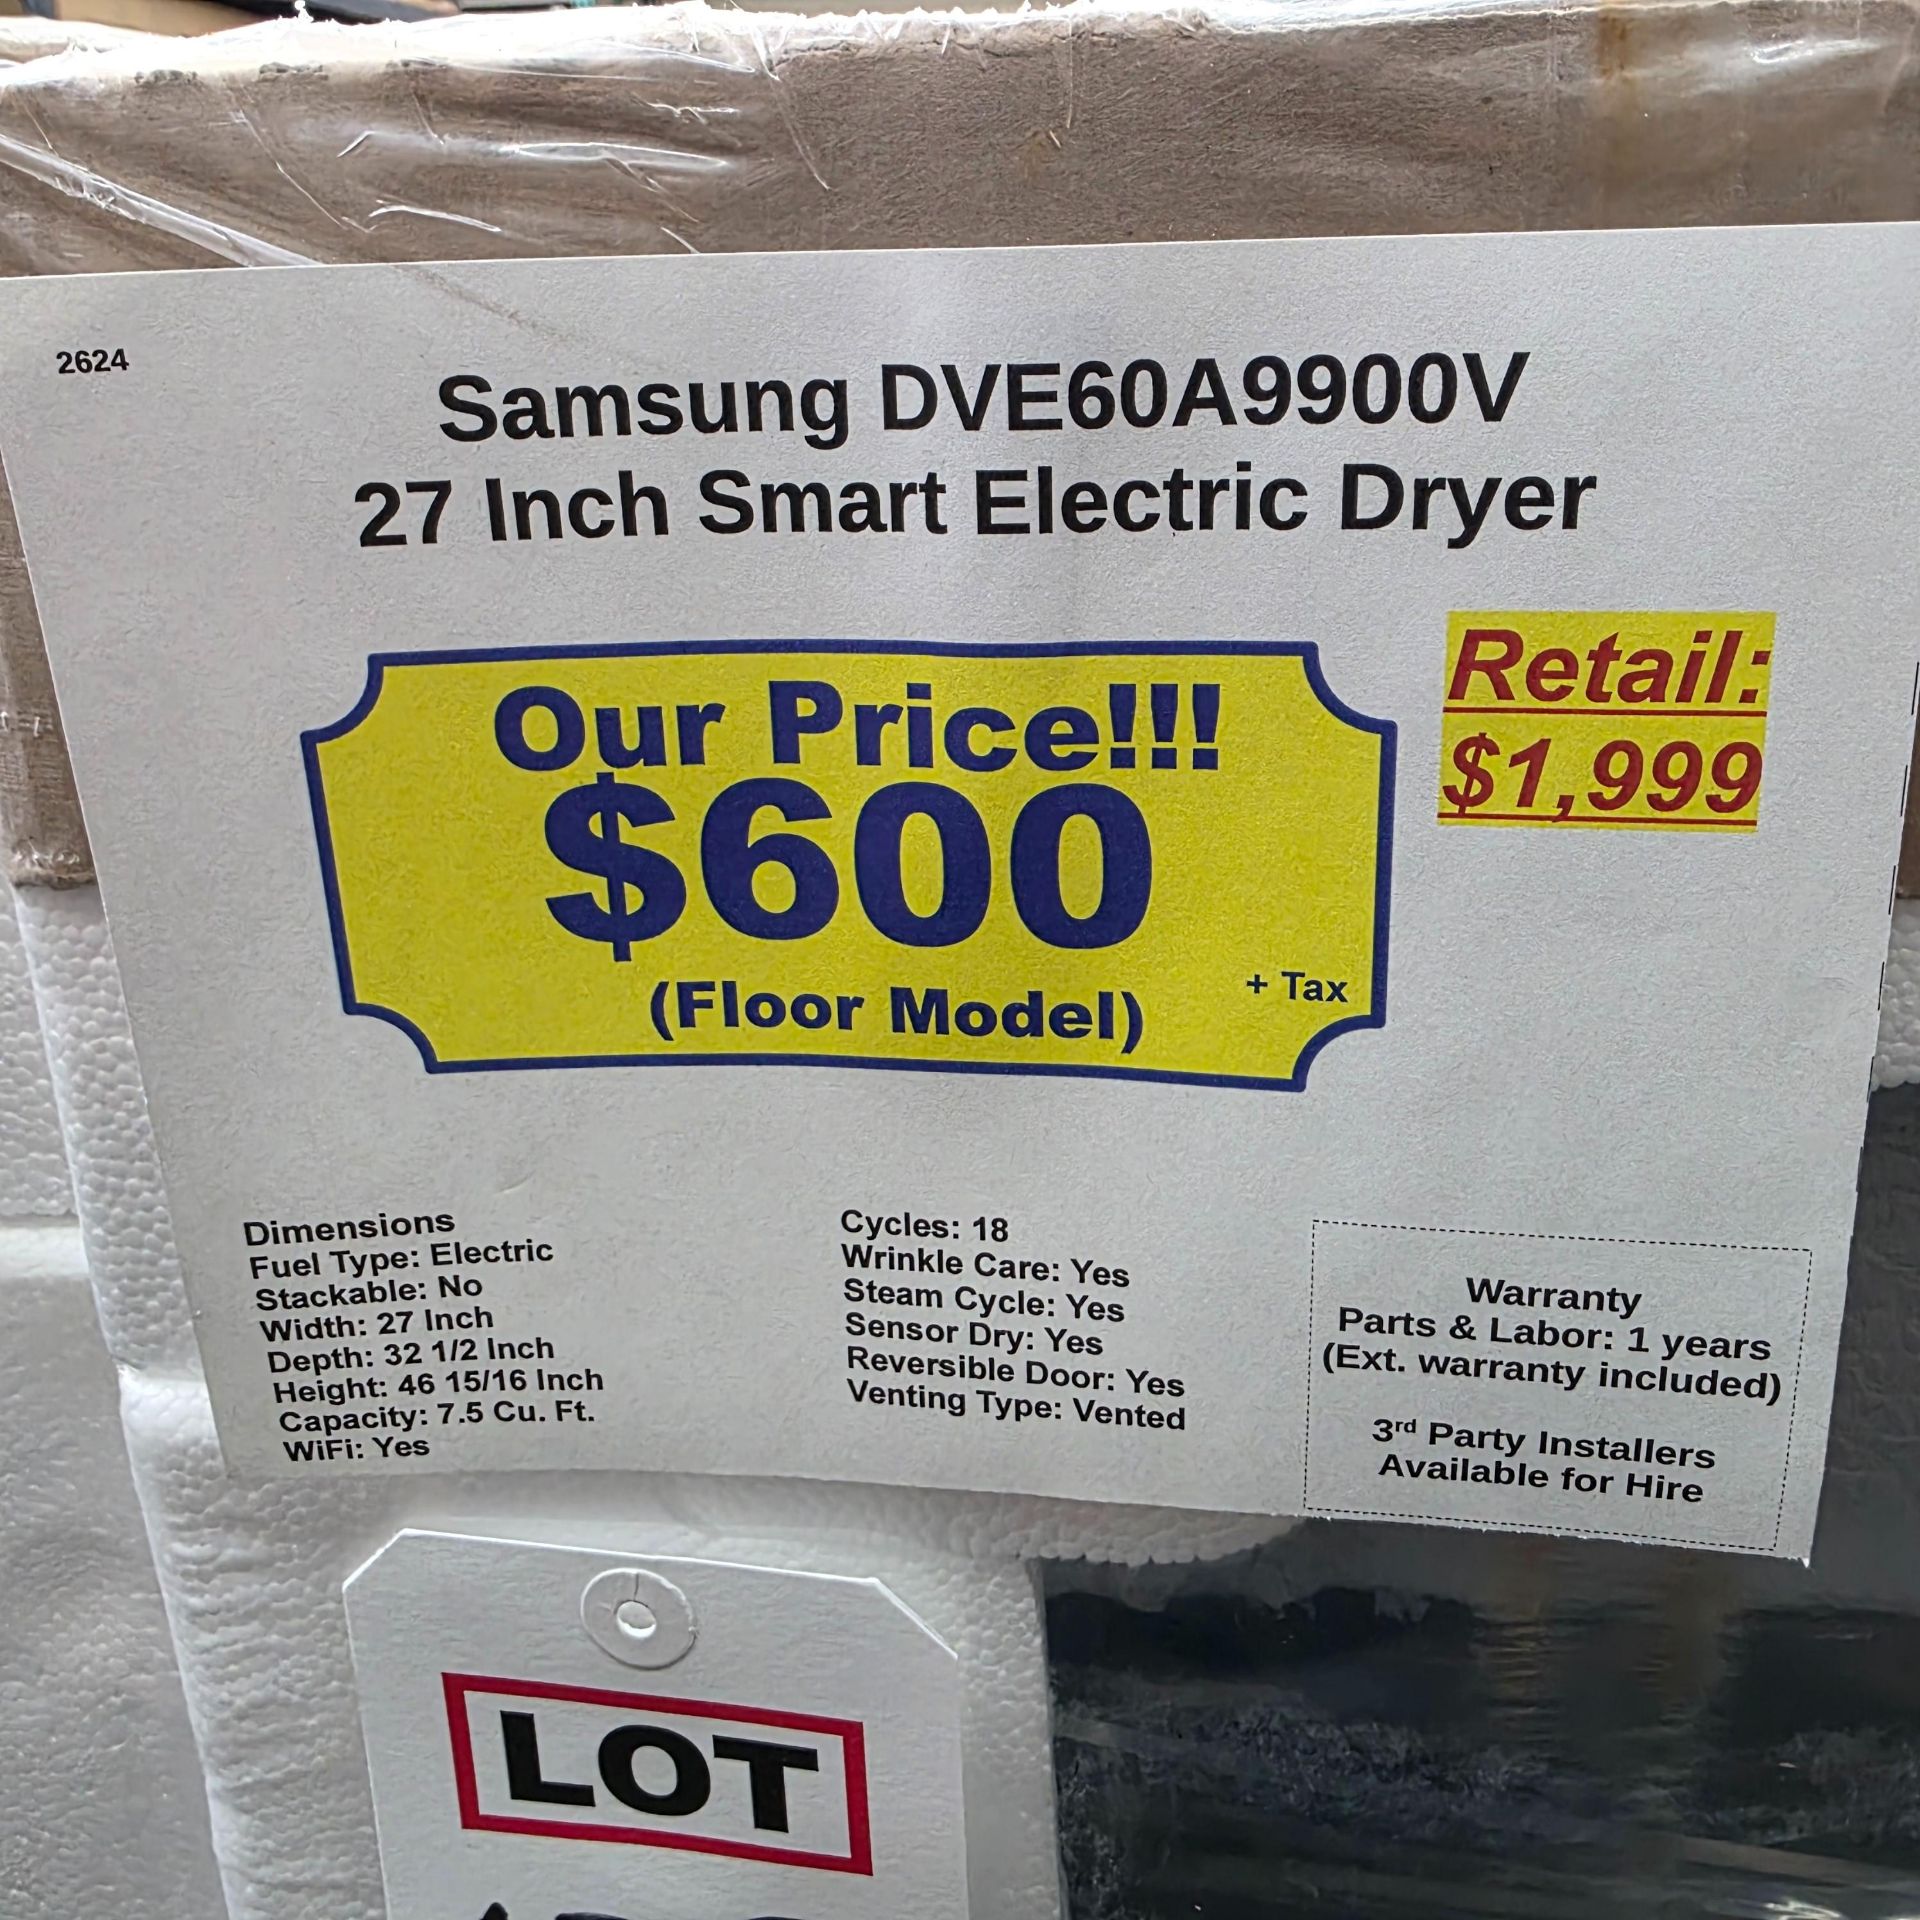 2624
Samsung DVE60A9900V
27 Inch Smart Electric Dryer
Our Price!!!
$600
(Floor Model)
+ Tax
Retail:
$1,999
Dimensions
Fuel Type: Electric
Stackable: No
Width: 27 Inch
Depth: 32 1/2 Inch
Height: 46 15/16 Inch
Capacity: 7.5 Cu. Ft.
WiFi: Yes
Cycles: 18
Wrinkle Care: Yes
Steam Cycle: Yes
Sensor Dry: Yes
Reversible Door: Yes
Venting Type: Vented
Warranty
Parts & Labor: 1 years
(Ext. warranty included)
3rd Party Installers
Available for Hire
LOT